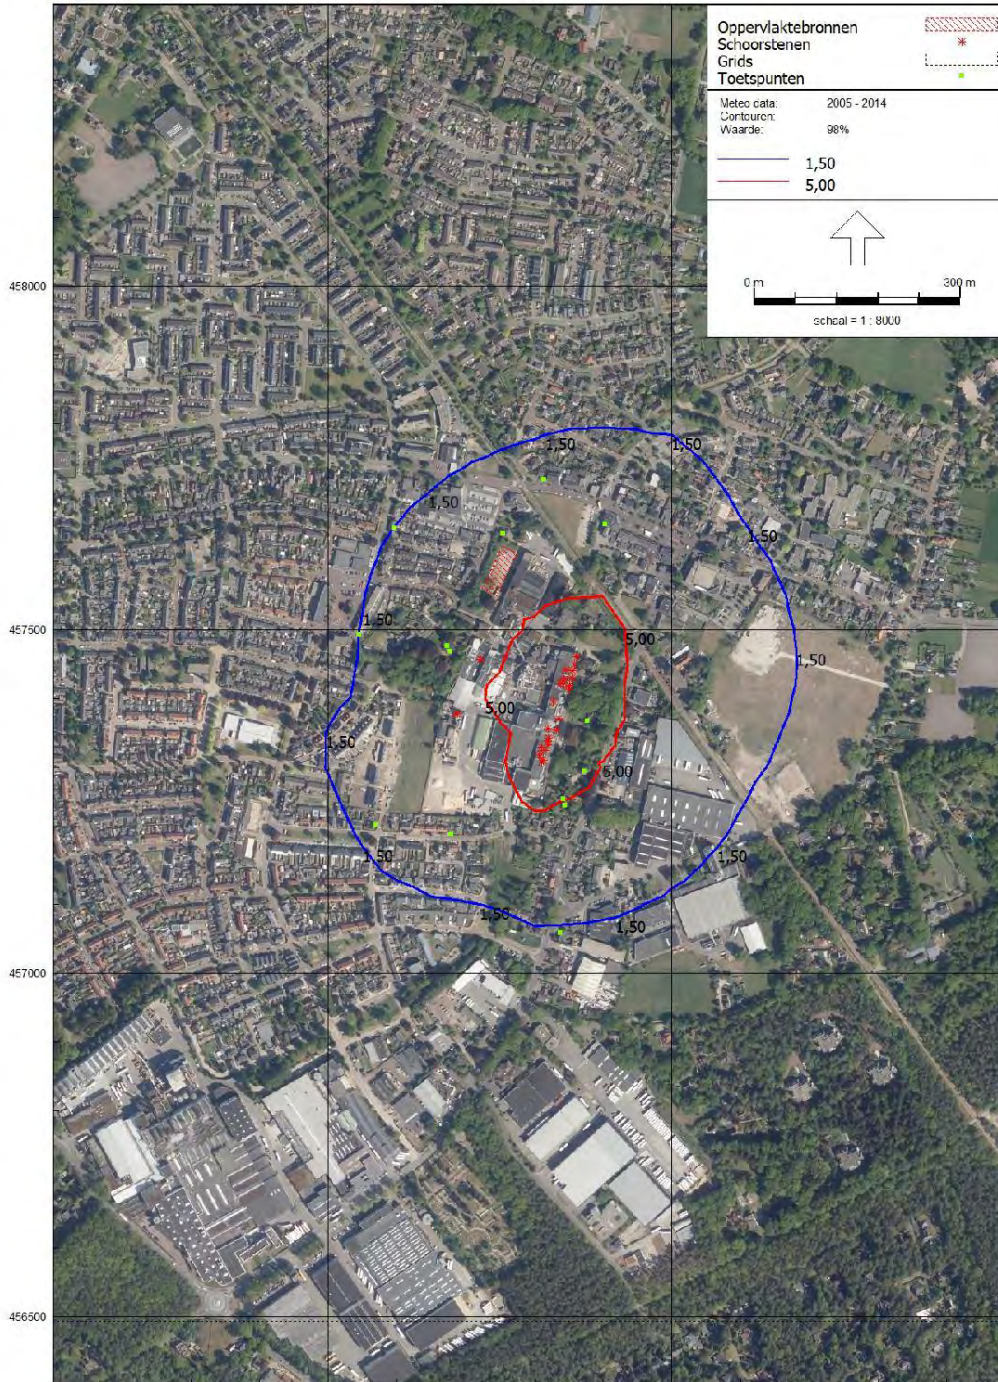 Oppervlaktebronnen
Schoorstenen
Grids
Toetspunten
Meteo data: 2005 - 2014
Contouren:
Waarde: 98%
1,50
5,00
0 m 300 m
schaal = 1 : 8000
458000
1,50
1,50
1,50
1,50
457500
1,50
5,00
1,50
5,00
1,50
5,00
1,50
1,50
1,50
1,50
457000
456500